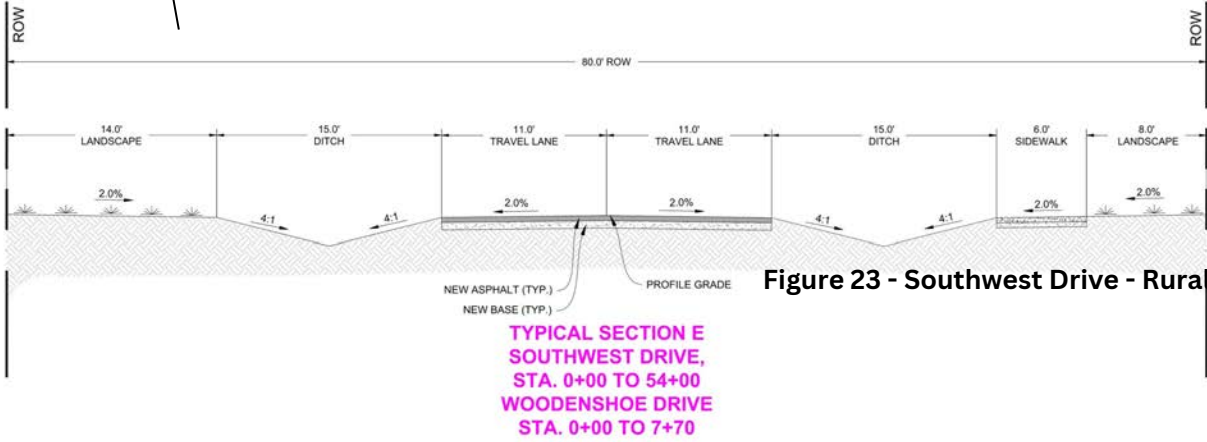 ROW
ROW
80.0' ROW
14.0'
LANDSCAPE
15.0'
DITCH
11.0'
TRAVEL LANE
11.0'
TRAVEL LANE
15.0'
DITCH
6.0'
SIDEWALK
8.0'
LANDSCAPE
2.0%
4:1
4:1
2.0%
2.0%
4:1
4:1
2.0%
2.0%
NEW ASPHALT (TYP.)
NEW BASE (TYP.)
PROFILE GRADE
Figure 23 - Southwest Drive - Rural
TYPICAL SECTION E
SOUTHWEST DRIVE,
STA. 0+00 TO 54+00
WOODENSHOE DRIVE
STA. 0+00 TO 7+70